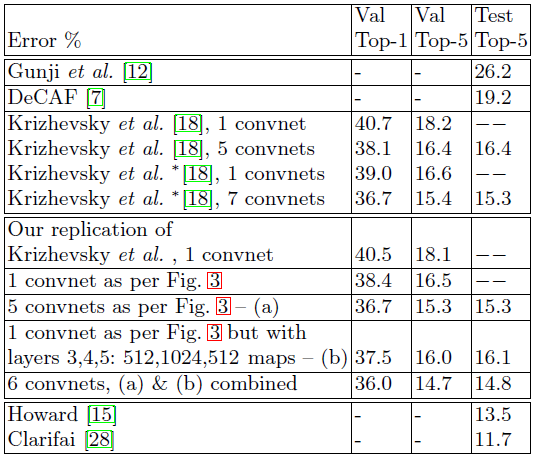 Val Val Test
Error % Top-1 Top-5 Top-5
Gunji et al. [12] - - 26.2
DeCAF [7] - - 19.2
Krizhevsky et al. [18], 1 convnet 40.7 18.2 −−
Krizhevsky et al. [18], 5 convnets 38.1 16.4 16.4
Krizhevsky et al. *[18], 1 convnets 39.0 16.6 −−
Krizhevsky et al. *[18], 7 convnets 36.7 15.4 15.3
Our replication of
Krizhevsky et al. , 1 convnet 40.5 18.1 −−
1 convnet as per Fig. 3 38.4 16.5 −−
5 convnets as per Fig. 3 – (a) 36.7 15.3 15.3
1 convnet as per Fig. 3 but with
layers 3,4,5: 512,1024,512 maps – (b) 37.5 16.0 16.1
6 convnets, (a) & (b) combined 36.0 14.7 14.8
Howard [15] - - 13.5
Clarifai [28] - - 11.7